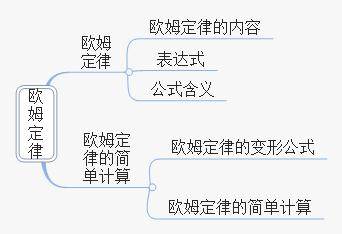 欧
姆
定
律
欧姆
定律
欧姆定律的内容
表达式
公式含义
欧姆定
律的简
单计算
欧姆定律的变形公式
欧姆定律的简单计算